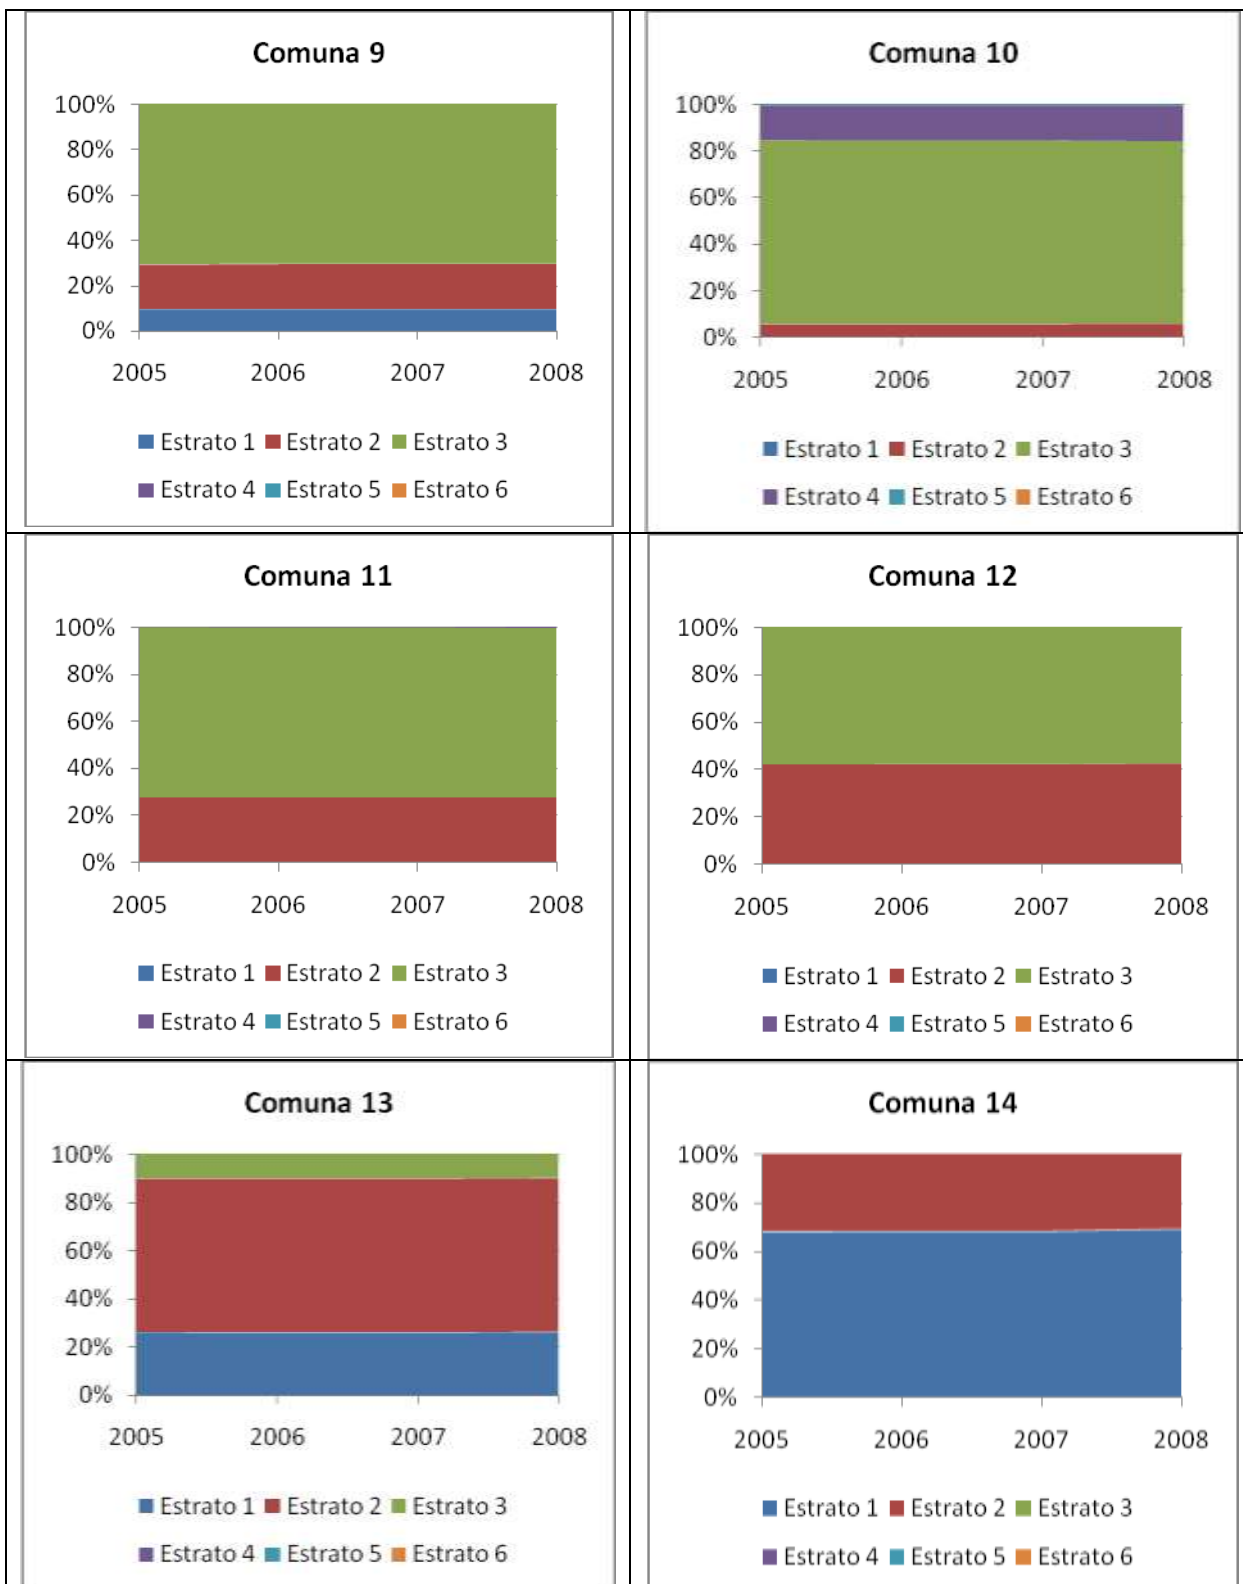 Comuna 9
100%
80%
60%
40%
20%
0%
2005 2006 2007 2008
Estrato 1 Estrato 2 Estrato 3
Estrato 4 Estrato 5 Estrato 6
Comuna 10
100%
80%
60%
40%
20%
0%
2005 2006 2007 2008
Estrato 1 Estrato 2 Estrato 3
Estrato 4 Estrato 5 Estrato 6
Comuna 11
100%
80%
60%
40%
20%
0%
2005 2006 2007 2008
Estrato 1 Estrato 2 Estrato 3
Estrato 4 Estrato 5 Estrato 6
Comuna 12
100%
80%
60%
40%
20%
0%
2005 2006 2007 2008
Estrato 1 Estrato 2 Estrato 3
Estrato 4 Estrato 5 Estrato 6
Comuna 13
100%
80%
60%
40%
20%
0%
2005 2006 2007 2008
Estrato 1 Estrato 2 Estrato 3
Estrato 4 Estrato 5 Estrato 6
Comuna 14
100%
80%
60%
40%
20%
0%
2005 2006 2007 2008
Estrato 1 Estrato 2 Estrato 3
Estrato 4 Estrato 5 Estrato 6